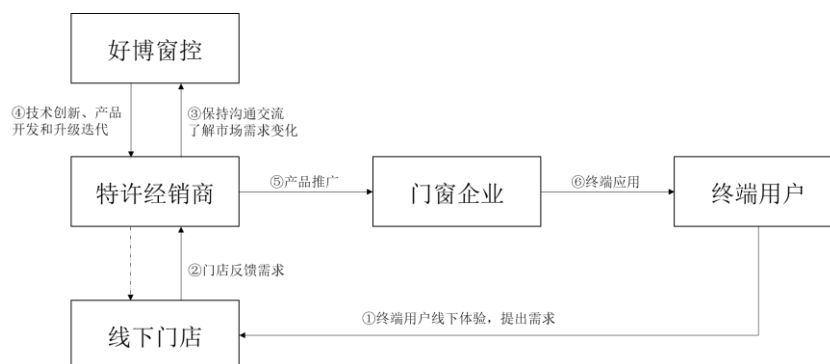 好博窗控
④技术创新、产品
开发和升级迭代
③保持沟通交流
了解市场需求变化
特许经销商
⑤产品推广
门窗企业
⑥终端应用
终端用户
②门店反馈需求
线下门店
①终端用户线下体验，提出需求